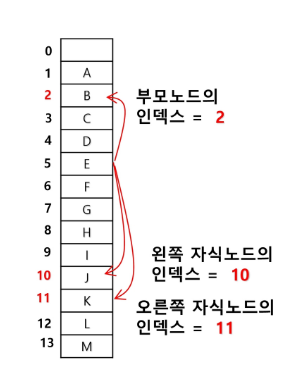 0
1 A
2 B
3 C
4 D
5 E
6 F
7 G
8 H
9 I
10 J
11 K
12 L
13 M
부모노드의
인덱스 = 2
왼쪽 자식노드의
인덱스 = 10
오른쪽 자식노드의
인덱스 = 11